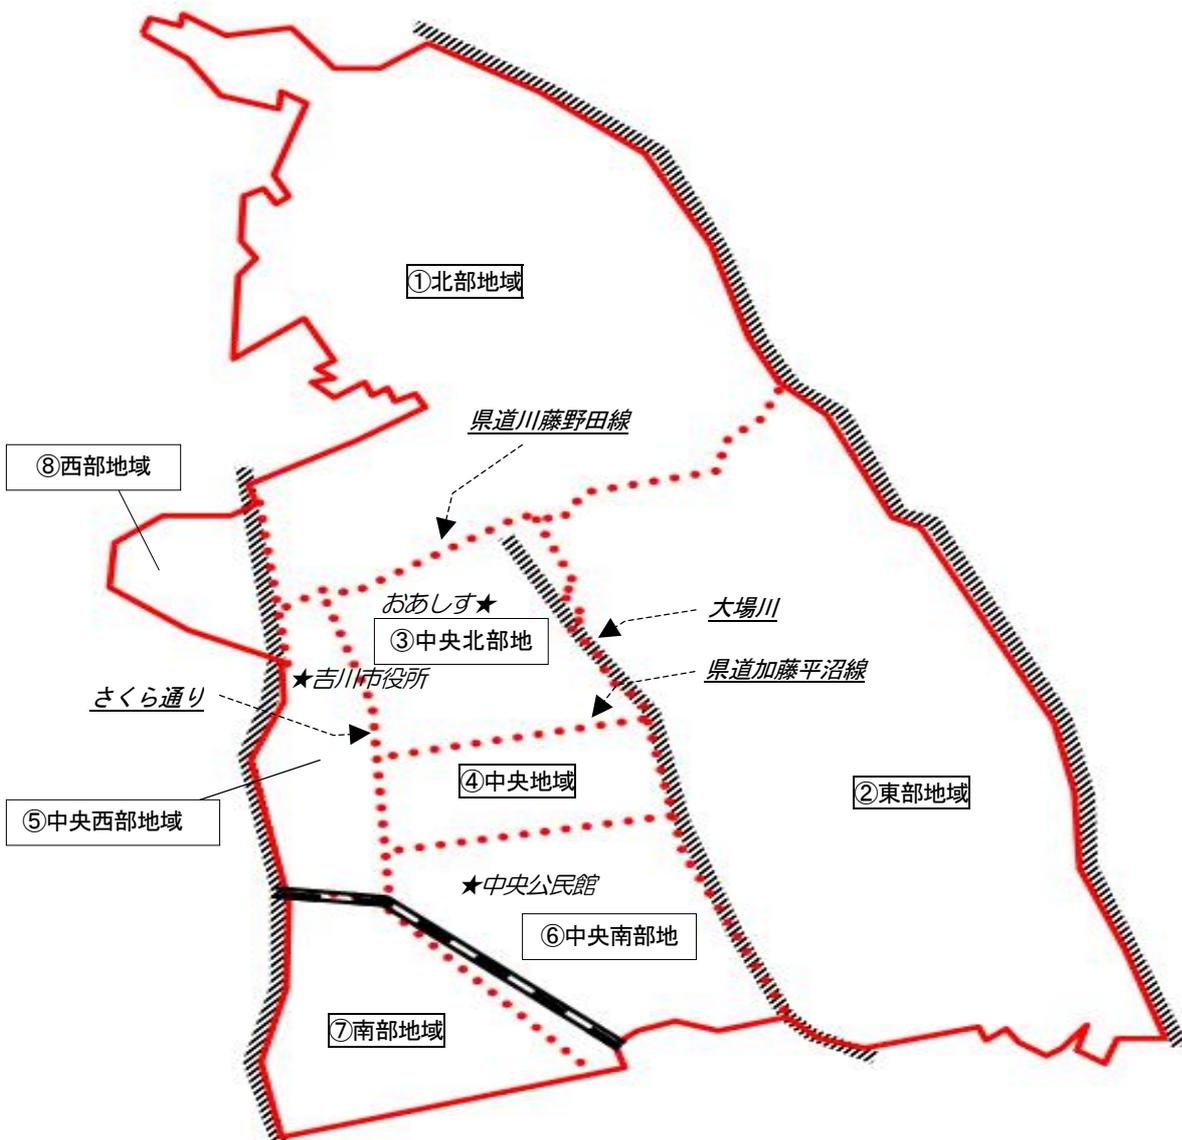 ①北部地域
県道川藤野田線
⑧西部地域
おあしす★
大場川
③中央北部地
県道加藤平沼線
★吉川市役所
さくら通り
④中央地域
②東部地域
⑤中央西部地域
★中央公民館
⑥中央南部地
⑦南部地域